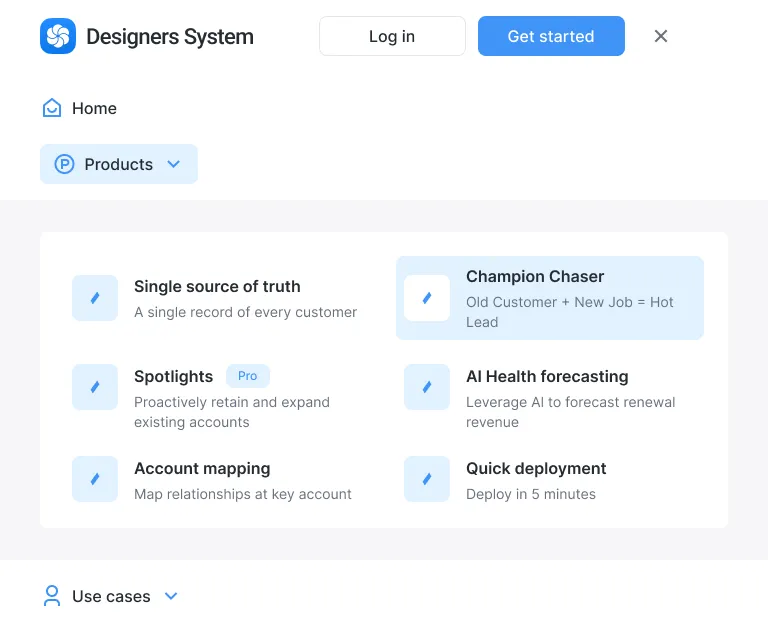 Designers System
Log in
Get started
Home
Products
Single source of truth
A single record of every customer
Champion Chaser
Old Customer + New Job = Hot
Lead
Spotlights Pro
Proactively retain and expand
existing accounts
AI Health forecasting
Leverage AI to forecast renewal
revenue
Account mapping
Map relationships at key account
Quick deployment
Deploy in 5 minutes
Use cases